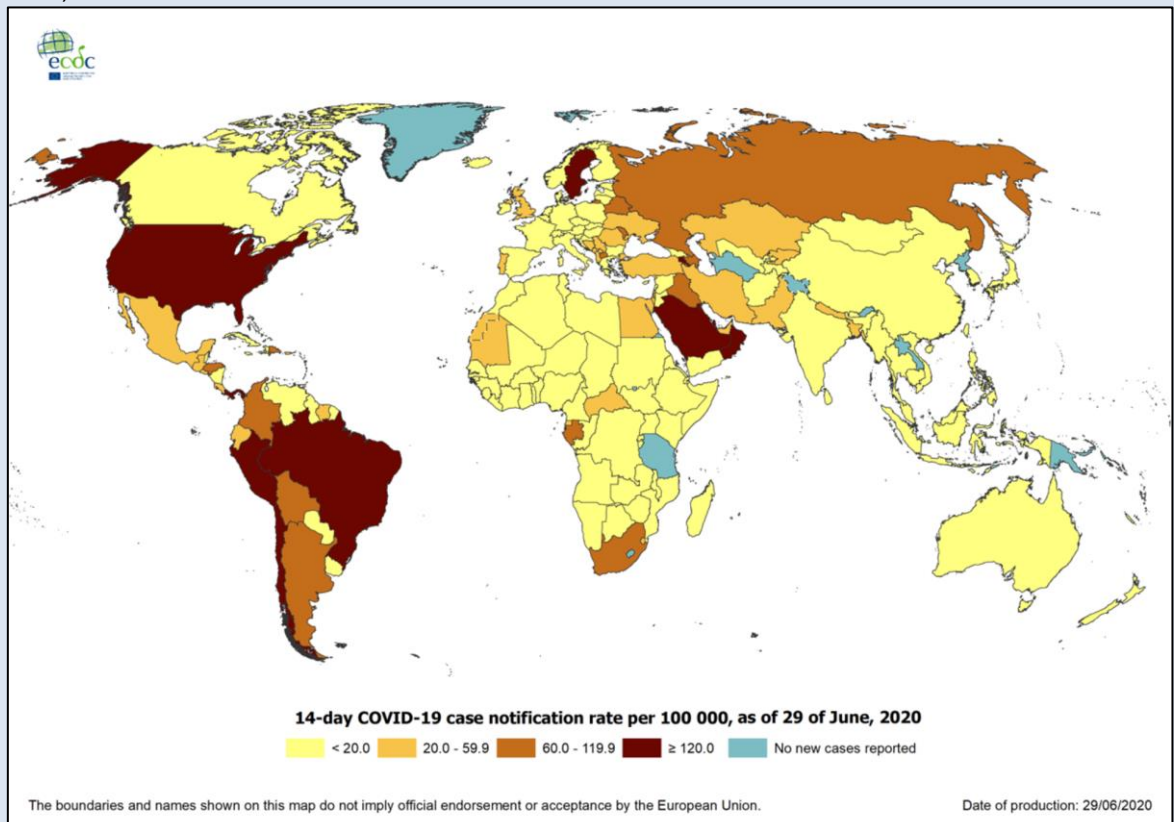 ecdc
14-day COVID-19 case notification rate per 100 000, as of 29 of June, 2020
< 20.0
20.0 - 59.9
60.0 - 119.9
≥ 120.0
No new cases reported
The boundaries and names shown on this map do not imply official endorsement or acceptance by the European Union.
Date of production: 29/06/2020